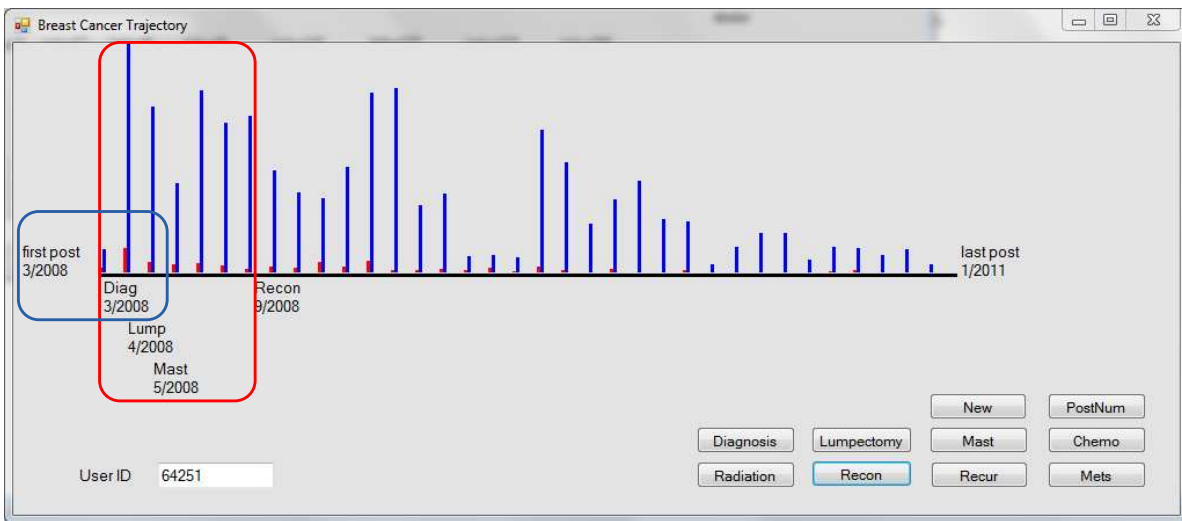 Breast Cancer Trajectory
first post
3/2008
last post
1/2011
Diag
3/2008
Recon
9/2008
Lump
4/2008
Mast
5/2008
New
PostNum
Diagnosis
Lumpectomy
Mast
Chemo
User ID
64251
Radiation
Recon
Recur
Mets